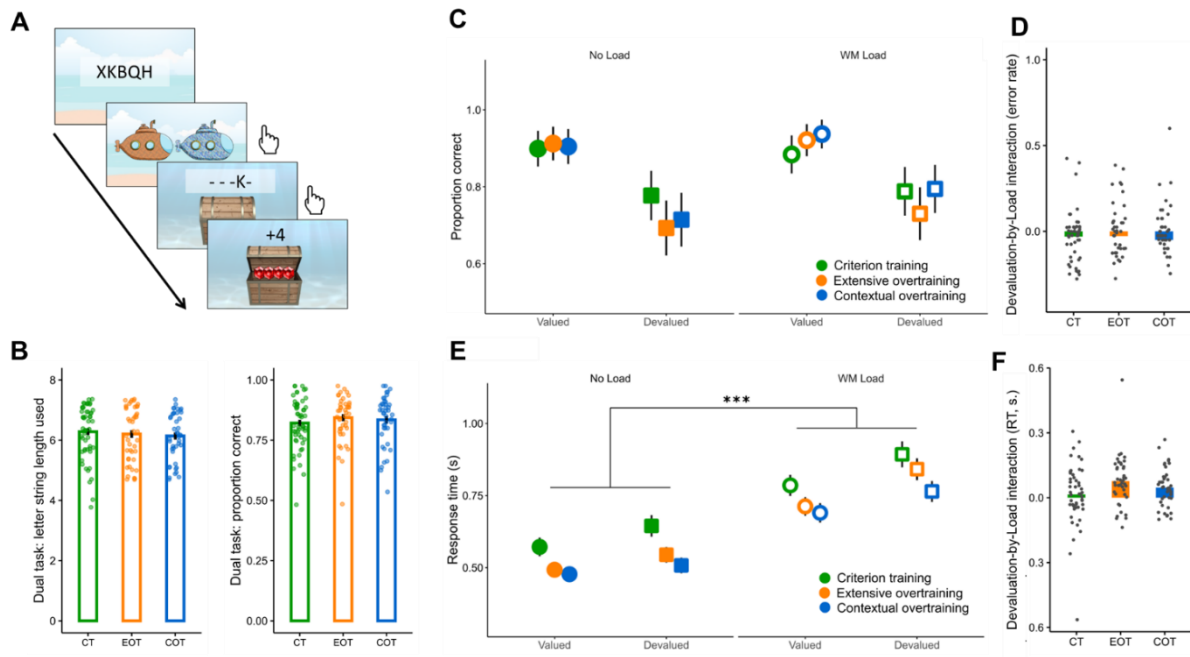 A
XKBQH
- - -K-
+4
B
Dual task: letter string length used
8
6
4
2
0
CT
EOT
COT
Dual task: proportion correct
1.00
0.75
0.50
0.25
0.00
CT
EOT
COT
C
No Load
WM Load
Proportion correct
1.0
0.8
0.6
Criterion training
Extensive overtraining
Contextual overtraining
Valued
Devalued
Valued
Devalued
D
Devaluation-by-Load interaction (error rate)
1.0
0.5
0.0
CT
EOT
COT
E
No Load
WM Load
***
Response time (s)
1.00
0.75
0.50
Criterion training
Extensive overtraining
Contextual overtraining
Valued
Devalued
Valued
Devalued
F
Devaluation-by-Load interaction (RT, s.)
0.6
0.3
0.0
0.3
0.6
CT
EOT
COT